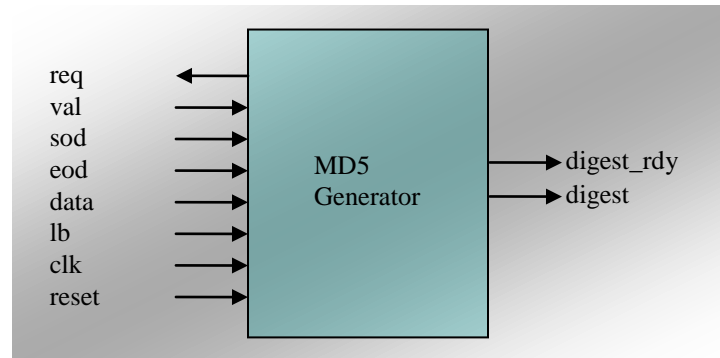 req
val
sod
eod
data
lb
clk
reset
MD5
Generator
digest_rdy
digest